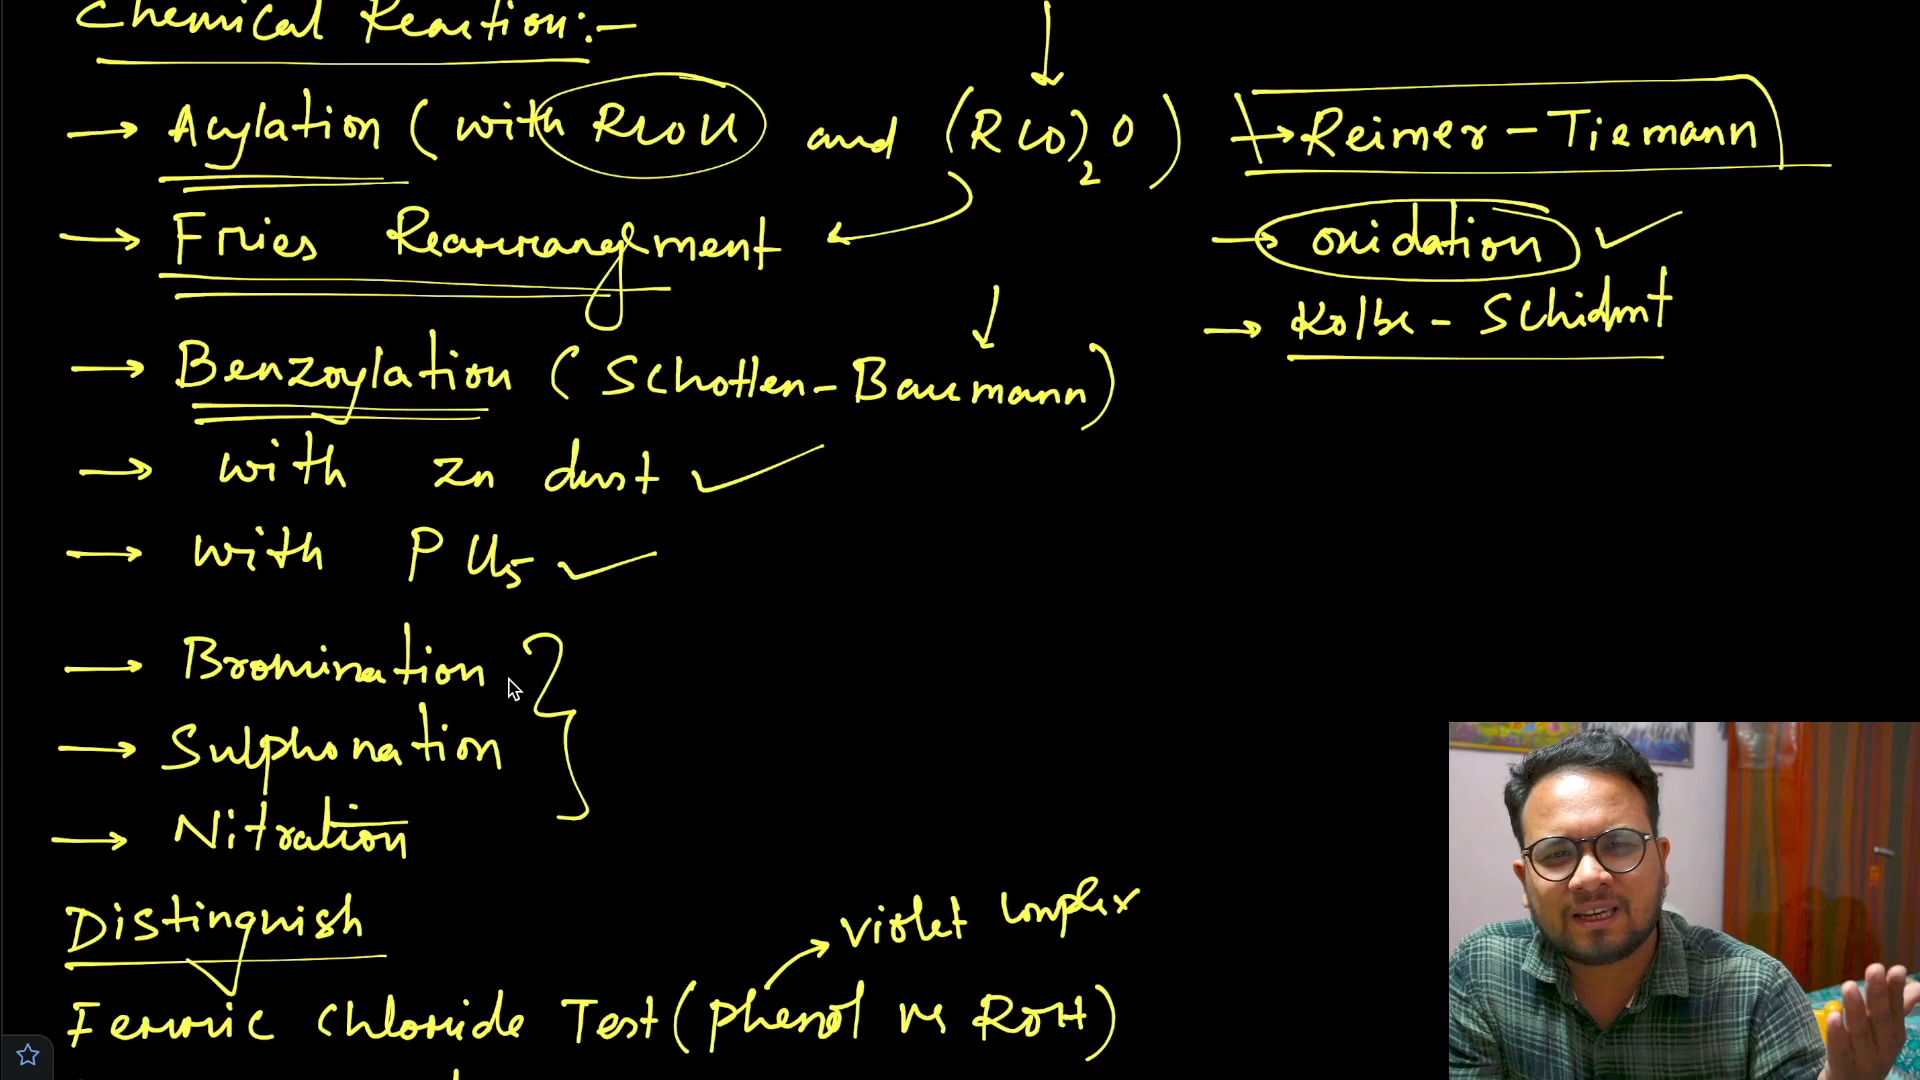 Chemical Reaction:-
→ Acylation (with RCOCl and (RCO)₂O)
→ Fries Rearrangement
→ Benzoylation (Schotten-Baumann)
→ with Zn dust ✓
→ with PCl₅ ✓
→ Bromination
→ Sulphonation
→ Nitration
Distinguish
violet complex
Ferric Chloride Test (phenol vs ROH)
→ Reimer-Tiemann
→ oxidation ✓
→ Kolbe-Schidmt